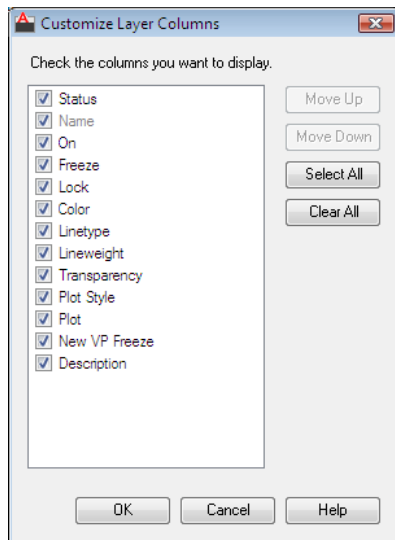 Customize Layer Columns
Check the columns you want to display.
Status
Name
On
Freeze
Lock
Color
Linetype
Lineweight
Transparency
Plot Style
Plot
New VP Freeze
Description
Move Up
Move Down
Select All
Clear All
OK
Cancel
Help